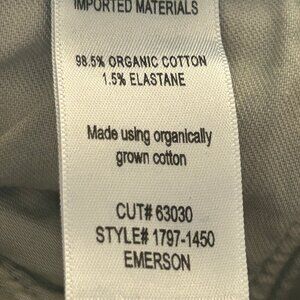 IMPORTED MATERIALS
98.5% ORGANIC COTTON
1.5% ELASTANE
Made using organically
grown cotton
CUT# 63030
STYLE# 1797-1450
EMERSON